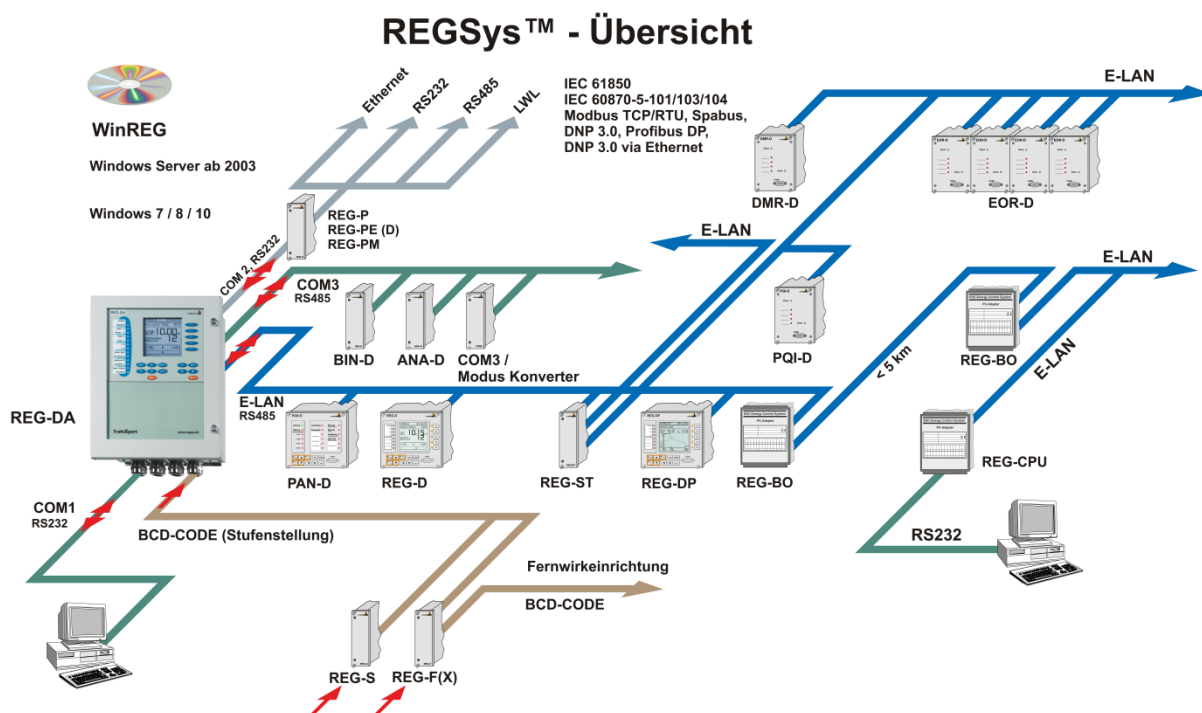 REGSys™ - Übersicht
WinREG
Windows Server ab 2003
Windows 7 / 8 / 10
Ethernet
RS232
RS485
LWL
IEC 61850
IEC 60870-5-101/103/104
Modbus TCP/RTU, Spabus,
DNP 3.0, Profibus DP,
DNP 3.0 via Ethernet
E-LAN
DMR-D
EOR-D
REG-P
REG-PE (D)
REG-PM
COM 2, RS232
COM3
RS485
BIN-D
ANA-D
COM3 /
Modus Konverter
E-LAN
PQI-D
E-LAN
REG-BO
< 5 km
E-LAN
REG-DA
E-LAN
RS485
PAN-D
REG-D
REG-ST
REG-DP
REG-BO
REG-CPU
RS232
COM1
RS232
BCD-CODE (Stufenstellung)
Fernwirkeinrichtung
BCD-CODE
REG-S
REG-F(X)